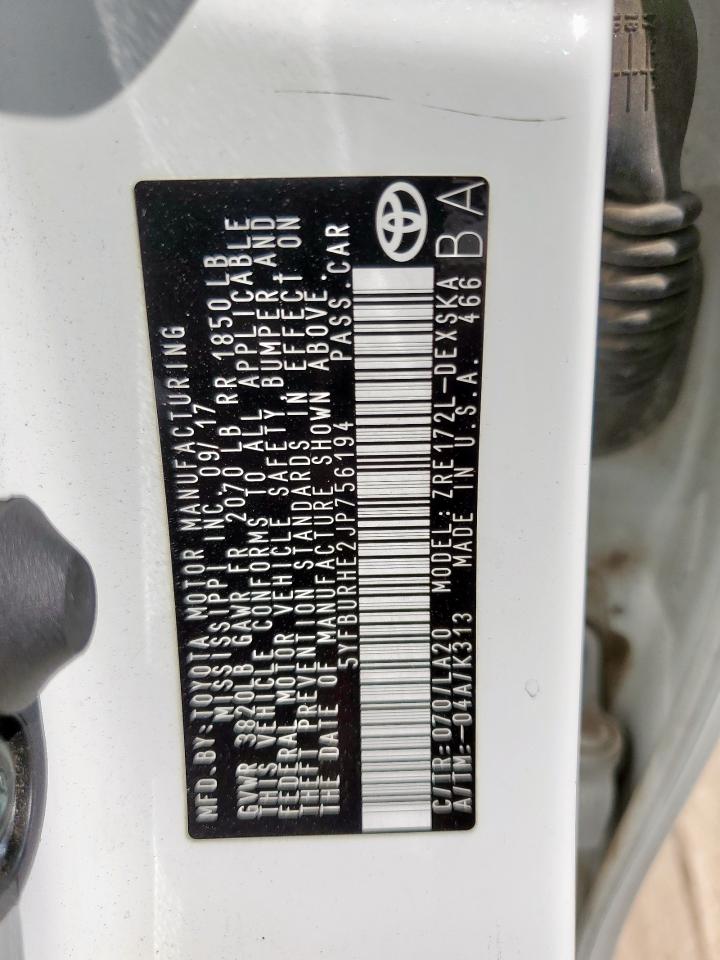 MFD.BY:TOYOTA MOTOR MANUFACTURING
MISSISSIPPI INC. 09/17
GVWR 3820LB GAWR FR 2070 LB RR 1850 LB
THIS VEHICLE CONFORMS TO ALL APPLICABLE
FEDERAL MOTOR VEHICLE SAFETY BUMPER AND
THEFT PREVENTION STANDARDS IN EFFECT ON
THE DATE OF MANUFACTURE SHOWN ABOVE.
5YFBURHE2JP756194 PASS.CAR
C/TR:070/LA20 MODEL: ZRE172L-DEXSKA
A/TM:-04A/K313 MADE IN U.S.A. 466
BA